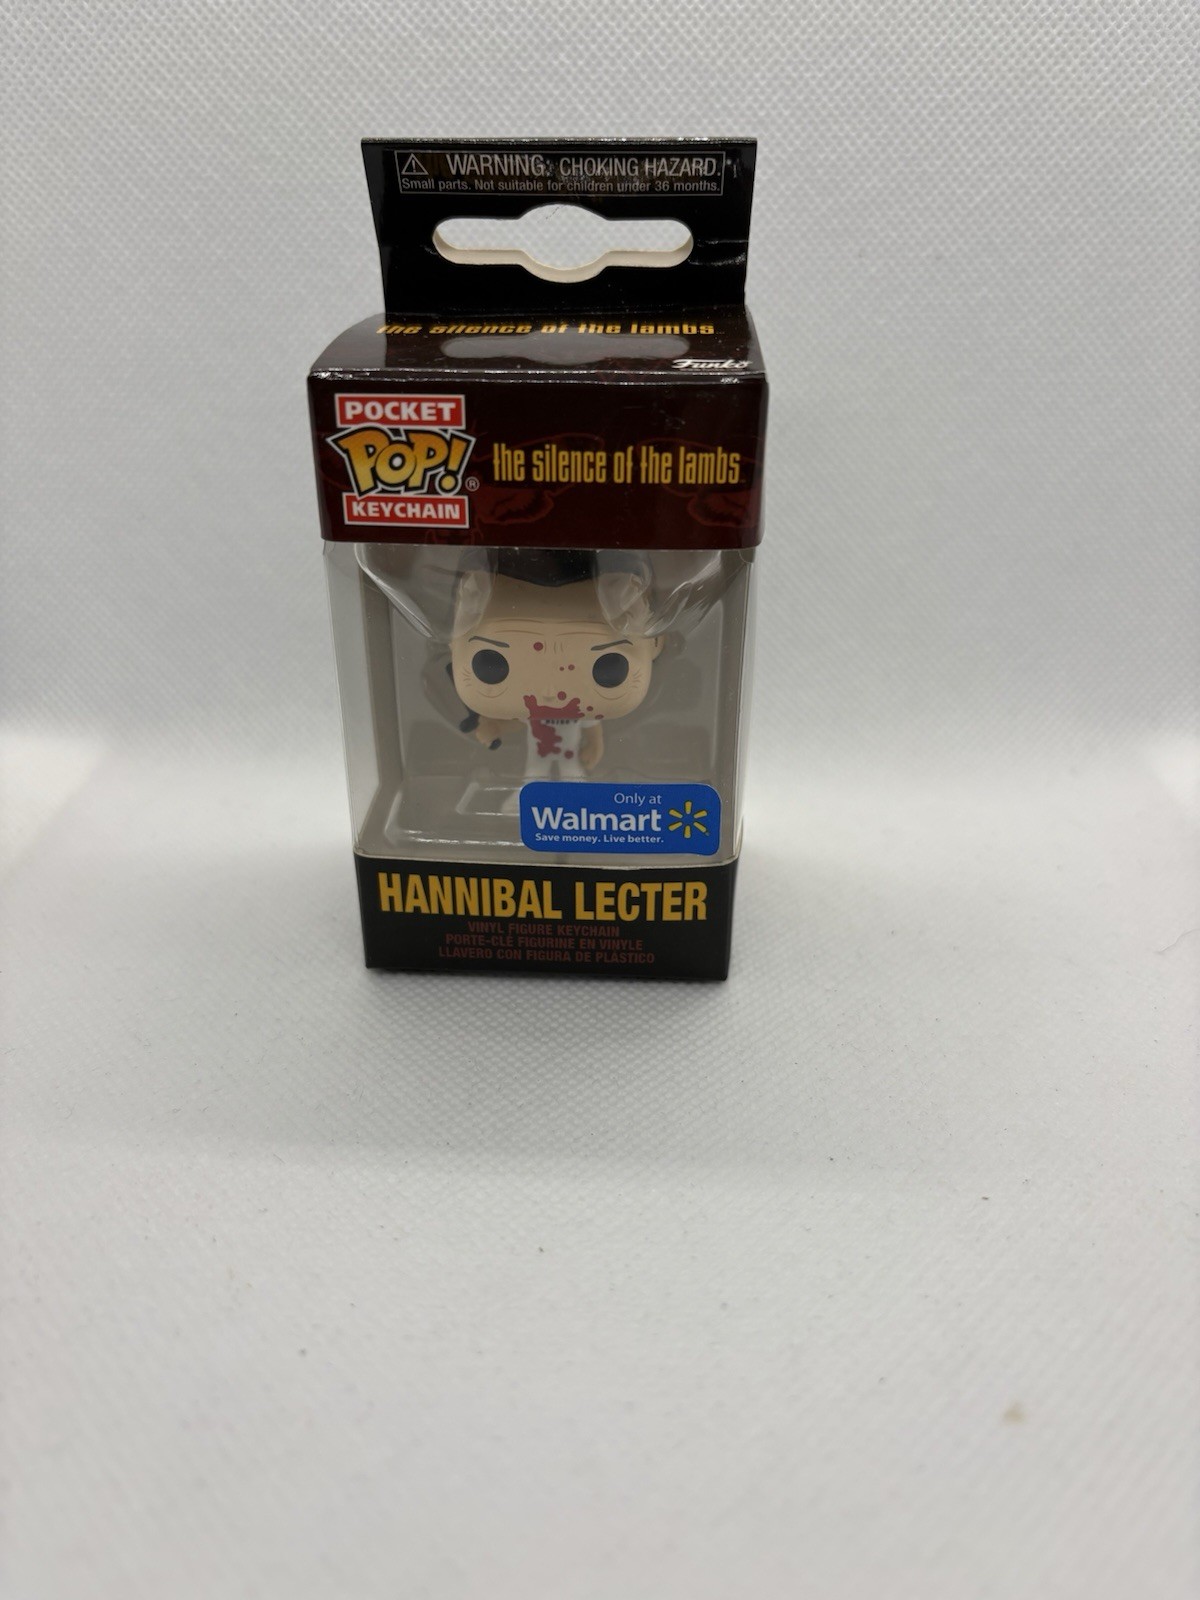 WARNING: CHOKING HAZARD.
Small parts. Not suitable for children under 36 months.
the silence of the lambs
Funko
POCKET
POP!®
KEYCHAIN
the silence of the lambs
Only at
Walmart
Save money. Live better.
HANNIBAL LECTER
VINYL FIGURE KEYCHAIN
PORTE-CLÉ FIGURINE EN VINYLE
LLAVERO CON FIGURA DE PLÁSTICO